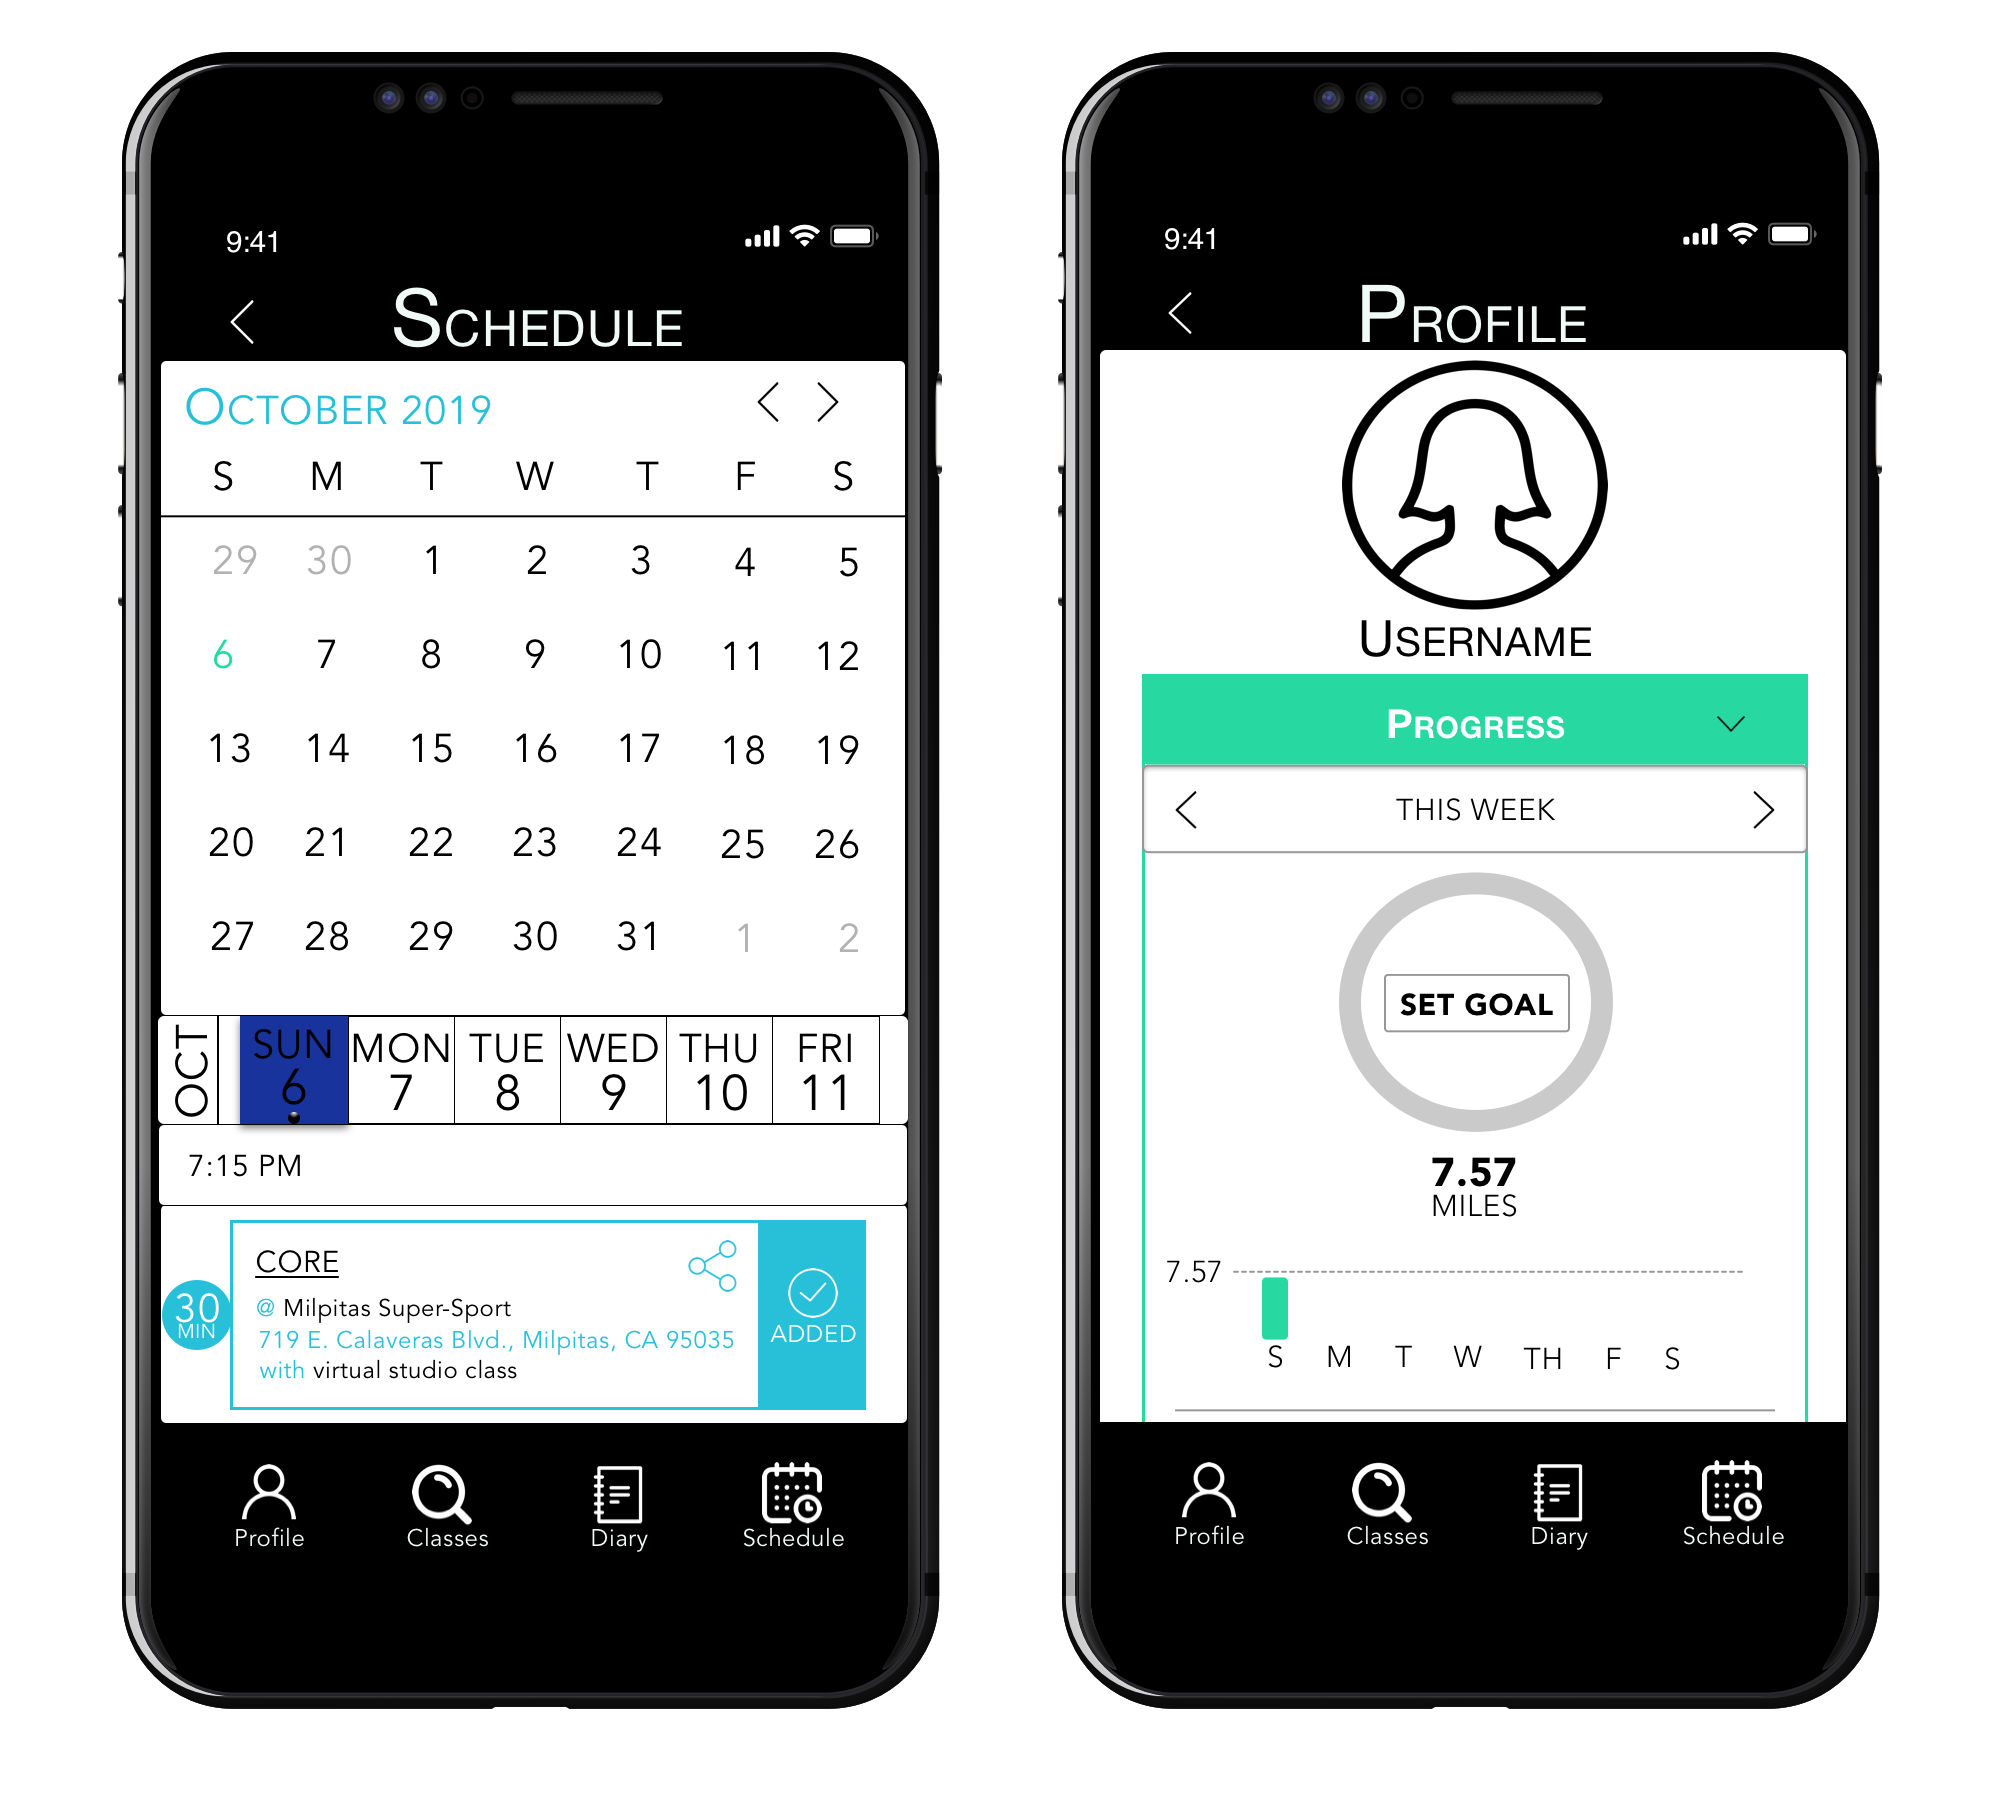 9:41
SCHEDULE
OCTOBER 2019
S M T W T F S
29 30 1 2 3 4 5
6 7 8 9 10 11 12
13 14 15 16 17 18 19
20 21 22 23 24 25 26
27 28 29 30 31 1 2
OCT
SUN MON TUE WED THU FRI
6 7 8 9 10 11
7:15 PM
30
MIN
CORE
@ Milpitas Super-Sport
719 E. Calaveras Blvd., Milpitas, CA 95035
with virtual studio class
ADDED
Profile Classes Diary Schedule
9:41
PROFILE
USERNAME
PROGRESS
THIS WEEK
SET GOAL
7.57
MILES
7.57
S M T W TH F S
Profile Classes Diary Schedule